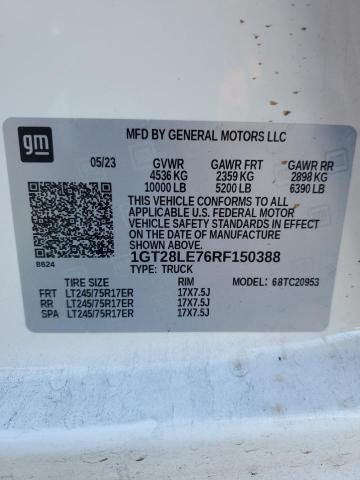 gm
MFD BY GENERAL MOTORS LLC
05/23 GVWR GAWR FRT GAWR RR
4536 KG 2359 KG 2898 KG
10000 LB 5200 LB 6390 LB
THIS VEHICLE CONFORMS TO ALL
APPLICABLE U.S. FEDERAL MOTOR
VEHICLE SAFETY STANDARDS IN EFFECT
ON THE DATE OF MANUFACTURE SHOWN ABOVE.
1GT28LE76RF150388
B624 TYPE: TRUCK
TIRE SIZE RIM 68TC20953
FRT LT245/75R17ER 17X7.5J
RR LT245/75R17ER 17X7.5J
SPA LT245/75R17ER 17X7.5J